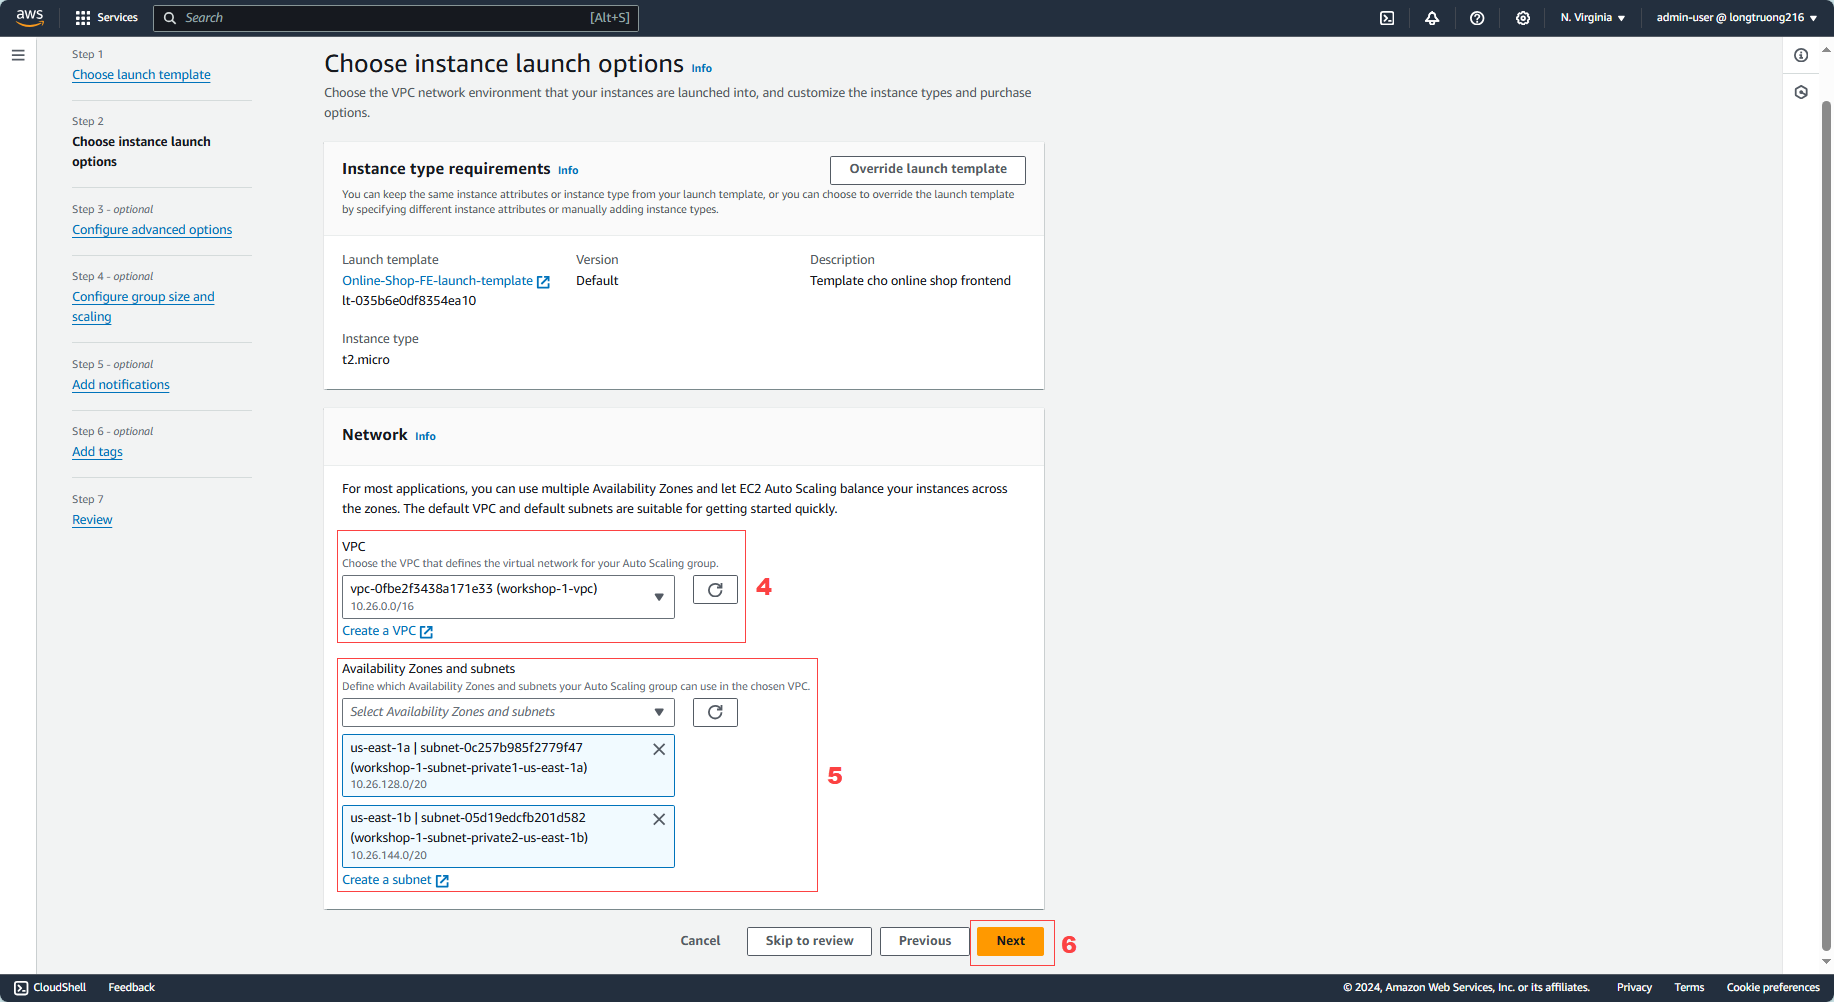 aws
Services
Search
[Alt+S]
N. Virginia
admin-user @ longtruong216
Step 1
Choose launch template
Step 2
Choose instance launch
options
Step 3 - optional
Configure advanced options
Step 4 - optional
Configure group size and
scaling
Step 5 - optional
Add notifications
Step 6 - optional
Add tags
Step 7
Review
Choose instance launch options Info
Choose the VPC network environment that your instances are launched into, and customize the instance types and purchase
options.
Instance type requirements Info
Override launch template
You can keep the same instance attributes or instance type from your launch template, or you can choose to override the launch template
by specifying different instance attributes or manually adding instance types.
Launch template
Online-Shop-FE-launch-template
lt-035b6e0df8354ea10
Version
Default
Description
Template cho online shop frontend
Instance type
t2.micro
Network Info
For most applications, you can use multiple Availability Zones and let EC2 Auto Scaling balance your instances across
the zones. The default VPC and default subnets are suitable for getting started quickly.
VPC
Choose the VPC that defines the virtual network for your Auto Scaling group.
vpc-0fbe2f3438a171e33 (workshop-1-vpc)
10.26.0.0/16
Create a VPC
4
Availability Zones and subnets
Define which Availability Zones and subnets your Auto Scaling group can use in the chosen VPC.
Select Availability Zones and subnets
us-east-1a | subnet-0c257b985f2779f47
(workshop-1-subnet-private1-us-east-1a)
10.26.128.0/20
5
us-east-1b | subnet-05d19edcfb201d582
(workshop-1-subnet-private2-us-east-1b)
10.26.144.0/20
Create a subnet
Cancel
Skip to review
Previous
Next
6
CloudShell
Feedback
© 2024, Amazon Web Services, Inc. or its affiliates.
Privacy
Terms
Cookie preferences